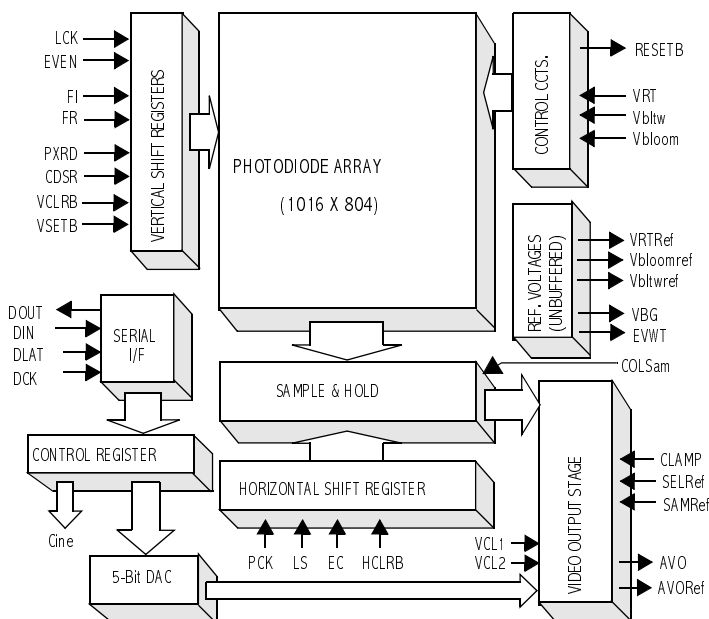 LCK
EVEN
FI
FR
PXRD
CDSR
VCLRB
VSETB
VERTICAL SHIFT REGISTERS
PHOTODIODE ARRAY
(1016 X 804)
CONTROL CCTS.
RESETB
VRT
Vbltw
Vbloom
REF. VOLTAGES
(UNBUFFERED)
VRTRef
Vbloomref
Vbltwref
VBG
EVWT
DOUT
DIN
DLAT
DCK
SERIAL
I/F
SAMPLE & HOLD
COLSam
CONTROL REGISTER
HORIZONTAL SHIFT REGISTER
Cine
PCK
LS
EC
HCLRB
5-Bit DAC
VCL1
VCL2
VIDEO OUTPUT STAGE
CLAMP
SELRef
SAMRef
AVO
AVORef